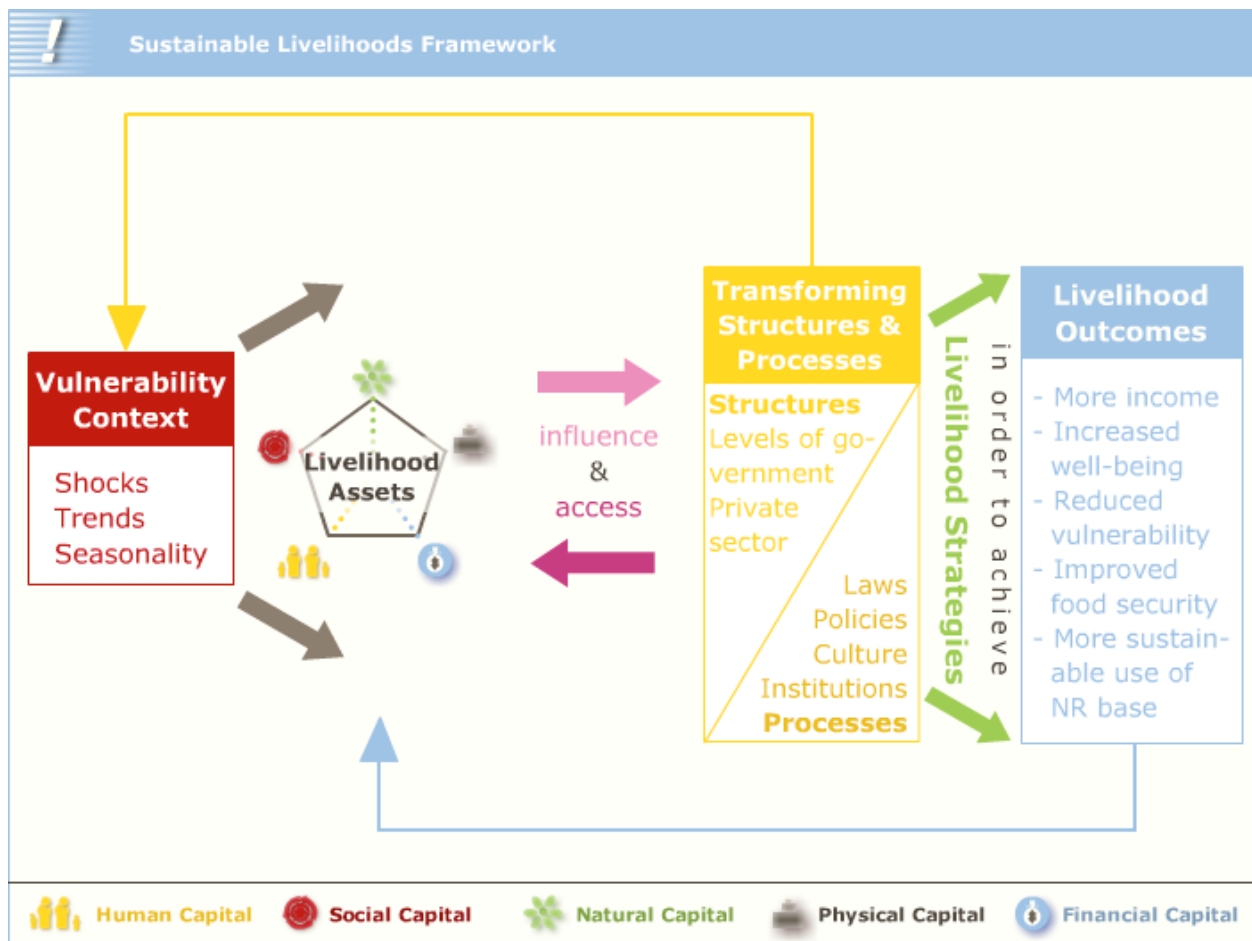 !
Sustainable Livelihoods Framework
Vulnerability
Context
Shocks
Trends
Seasonality
Livelihood
Assets
influence
&
access
Transforming
Structures &
Processes
Structures
Levels of go-
vernment
Private
sector
Laws
Policies
Culture
Institutions
Processes
Livelihood Strategies
in order to achieve
Livelihood
Outcomes
- More income
- Increased
well-being
- Reduced
vulnerability
- Improved
food security
- More sustain-
able use of
NR base
Human Capital
Social Capital
Natural Capital
Physical Capital
Financial Capital